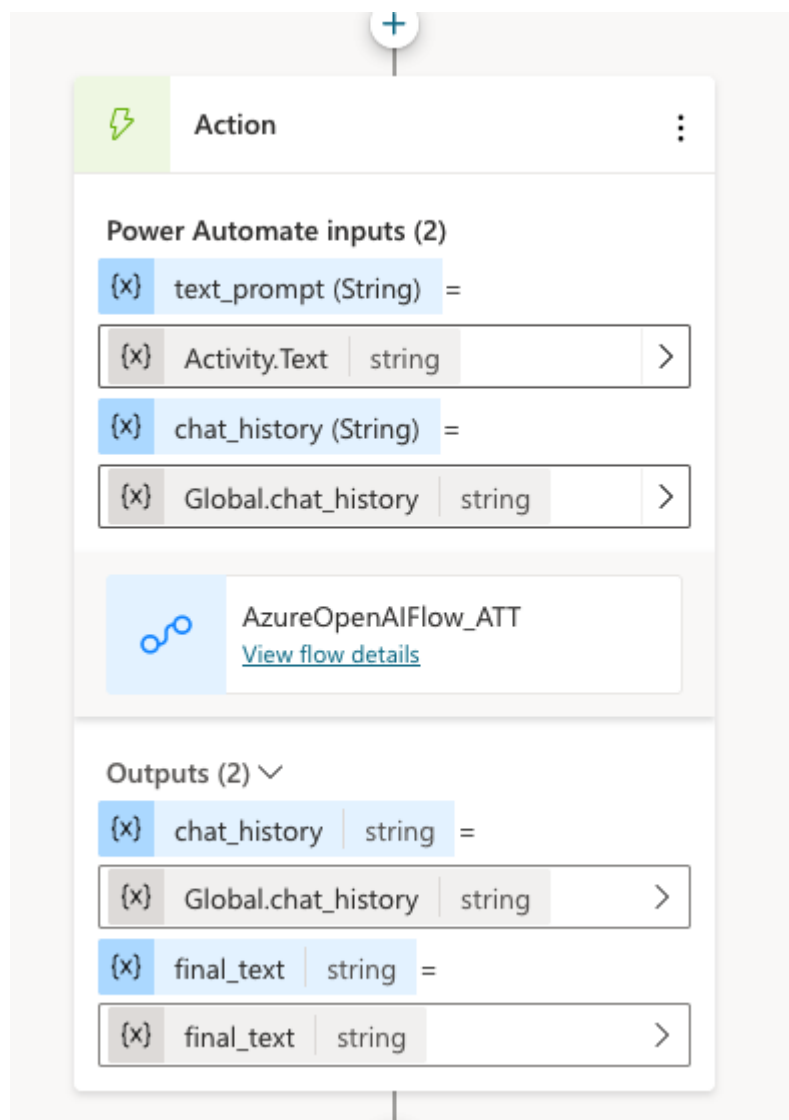 Action
Power Automate inputs (2)
{x} text_prompt (String) =
{x} Activity.Text string
{x} chat_history (String) =
{x} Global.chat_history string
AzureOpenAIFlow_ATT
View flow details
Outputs (2)
{x} chat_history string =
{x} Global.chat_history string
{x} final_text string =
{x} final_text string